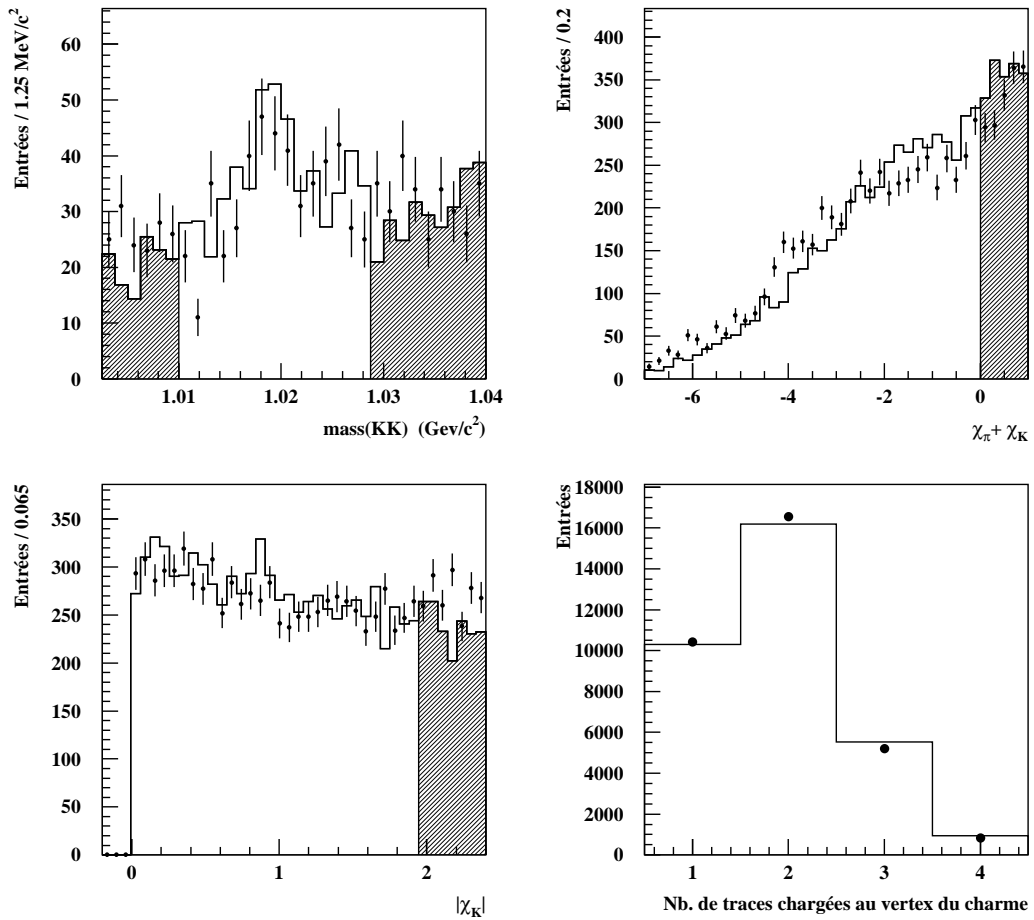 Entrées / 1.25 MeV/c²
60
50
40
30
20
10
0
1.01 1.02 1.03 1.04
mass(KK) (Gev/c²)
Entrées / 0.2
400
350
300
250
200
150
100
50
0
-6 -4 -2 0
χπ+ χK
Entrées / 0.065
350
300
250
200
150
100
50
0
0 1 2
|χK|
Entrées
18000
16000
14000
12000
10000
8000
6000
4000
2000
0
1 2 3 4
Nb. de traces chargées au vertex du charme